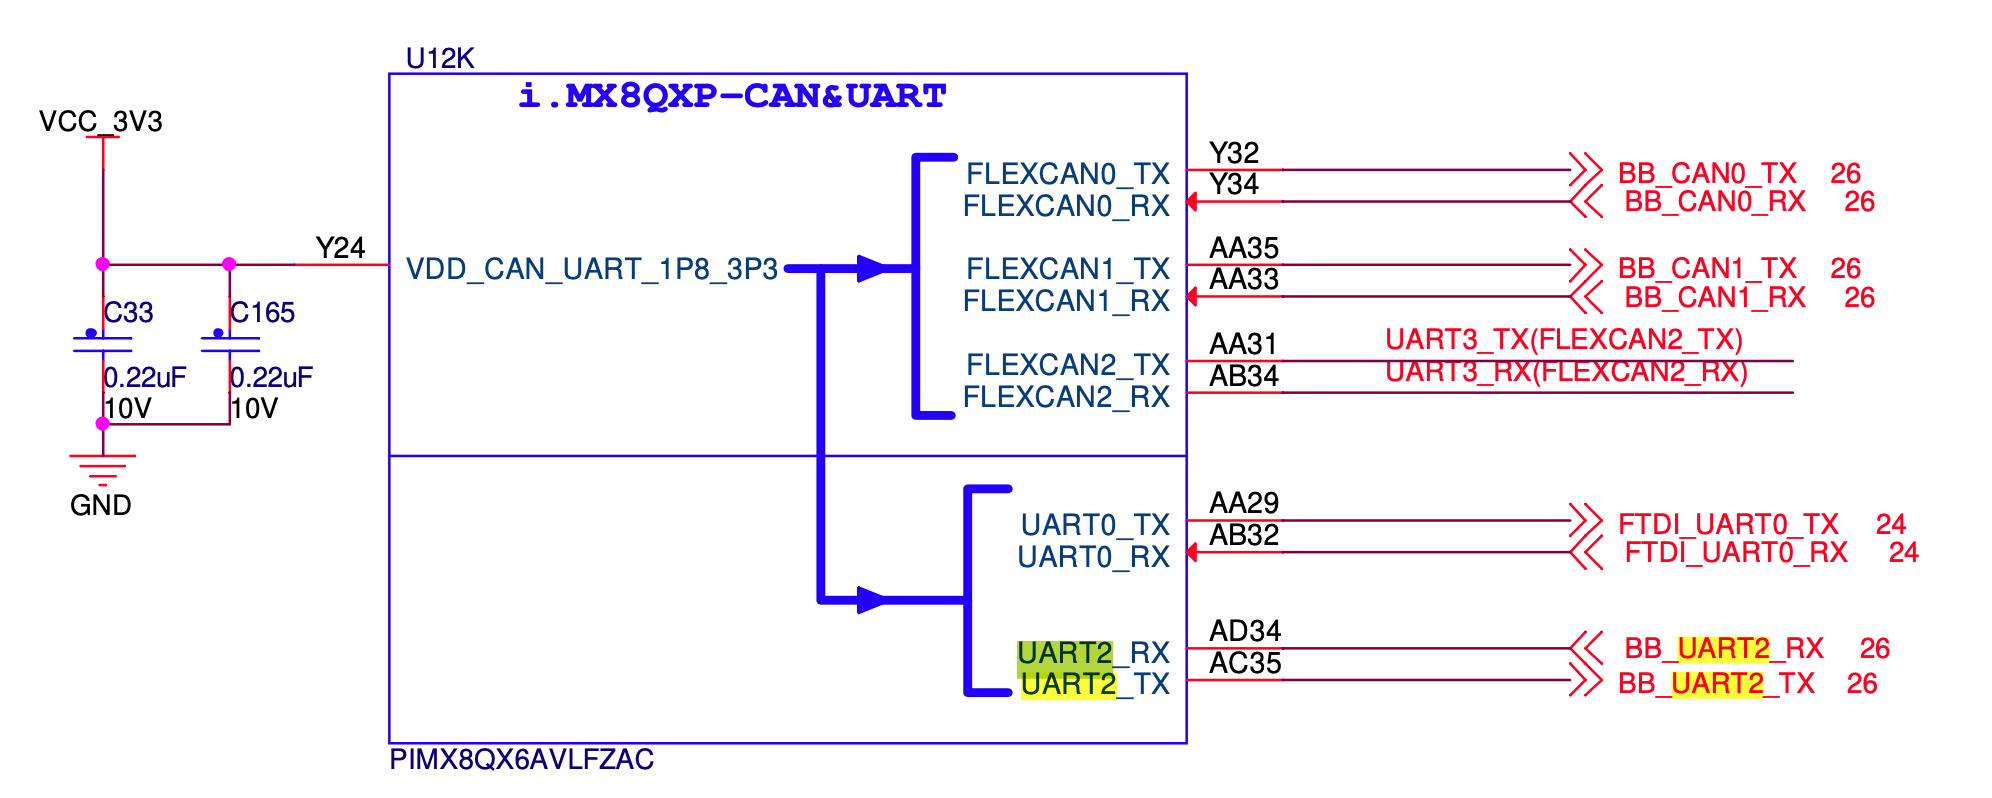 U12K
i.MX8QXP-CAN&UART
VCC_3V3
Y24
VDD_CAN_UART_1P8_3P3
C33
C165
0.22uF
0.22uF
10V
10V
GND
FLEXCAN0_TX
Y32
BB_CAN0_TX 26
FLEXCAN0_RX
Y34
BB_CAN0_RX 26
FLEXCAN1_TX
AA35
BB_CAN1_TX 26
FLEXCAN1_RX
AA33
BB_CAN1_RX 26
FLEXCAN2_TX
AA31
UART3_TX(FLEXCAN2_TX)
FLEXCAN2_RX
AB34
UART3_RX(FLEXCAN2_RX)
UART0_TX
AA29
FTDI_UART0_TX 24
UART0_RX
AB32
FTDI_UART0_RX 24
UART2_RX
AD34
BB_UART2_RX 26
UART2_TX
AC35
BB_UART2_TX 26
PIMX8QX6AVLFZAC